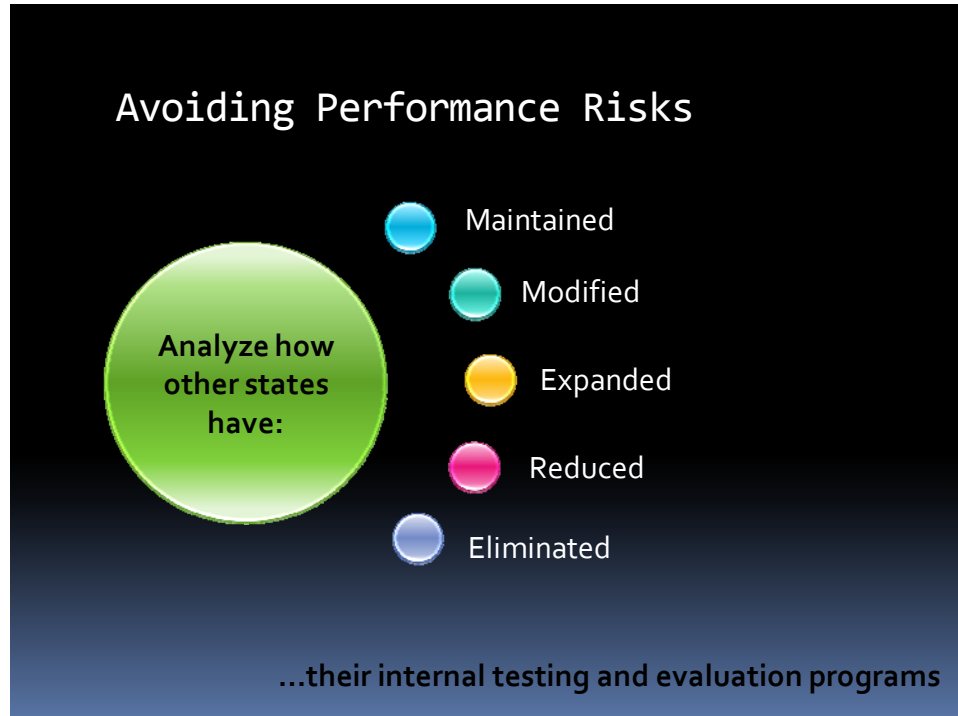 Avoiding Performance Risks
Analyze how
other states
have:
Maintained
Modified
Expanded
Reduced
Eliminated
...their internal testing and evaluation programs